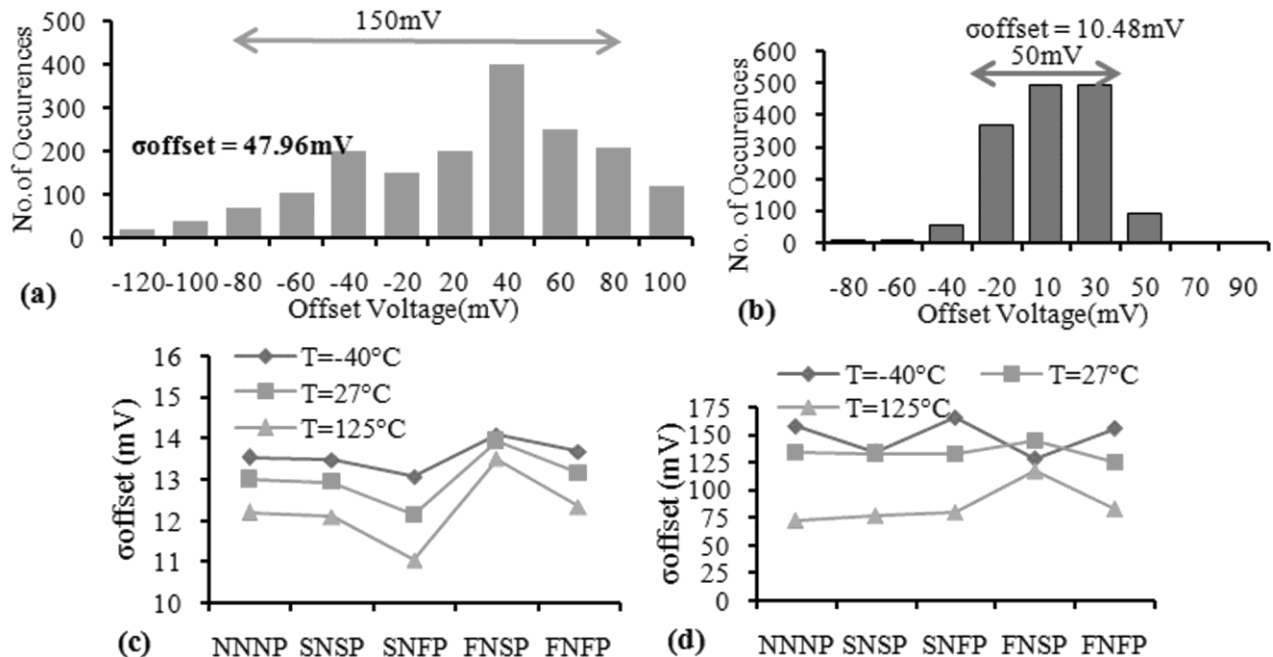 500
400
300
200
100
0
No.of Occurences
150mV
σoffset = 47.96mV
-120 -100 -80 -60 -40 -20 20 40 60 80 100
Offset Voltage(mV)
(a)
σoffset = 10.48mV
50mV
600
500
400
300
200
100
0
No. of Occurences
-80 -60 -40 -20 10 30 50 70 90
Offset Voltage(mV)
(b)
T=-40°C
T=27°C
T=125°C
16
15
14
13
12
11
10
σoffset (mV)
NNNP SNSP SNFP FNSP FNFP
(c)
T=-40°C T=27°C
T=125°C
175
150
125
100
75
50
25
0
σoffset (mV)
NNNP SNSP SNFP FNSP FNFP
(d)